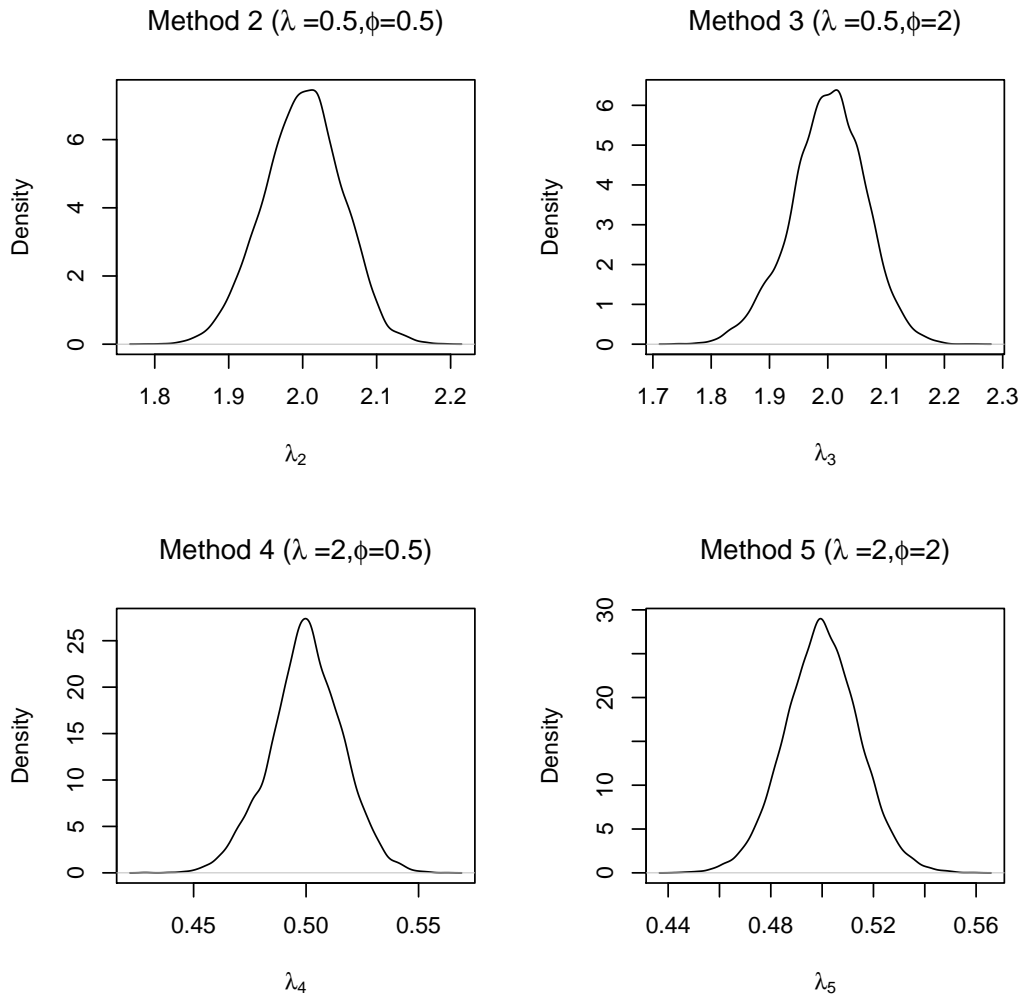 Method 2 (λ =0.5,ϕ=0.5)
Density
0 2 4 6
1.8 1.9 2.0 2.1 2.2
λ₂
Method 3 (λ =0.5,ϕ=2)
Density
0 1 2 3 4 5 6
1.7 1.8 1.9 2.0 2.1 2.2 2.3
λ₃
Method 4 (λ =2,ϕ=0.5)
Density
0 5 10 15 20 25
0.45 0.50 0.55
λ₄
Method 5 (λ =2,ϕ=2)
Density
0 5 10 20 30
0.44 0.48 0.52 0.56
λ₅